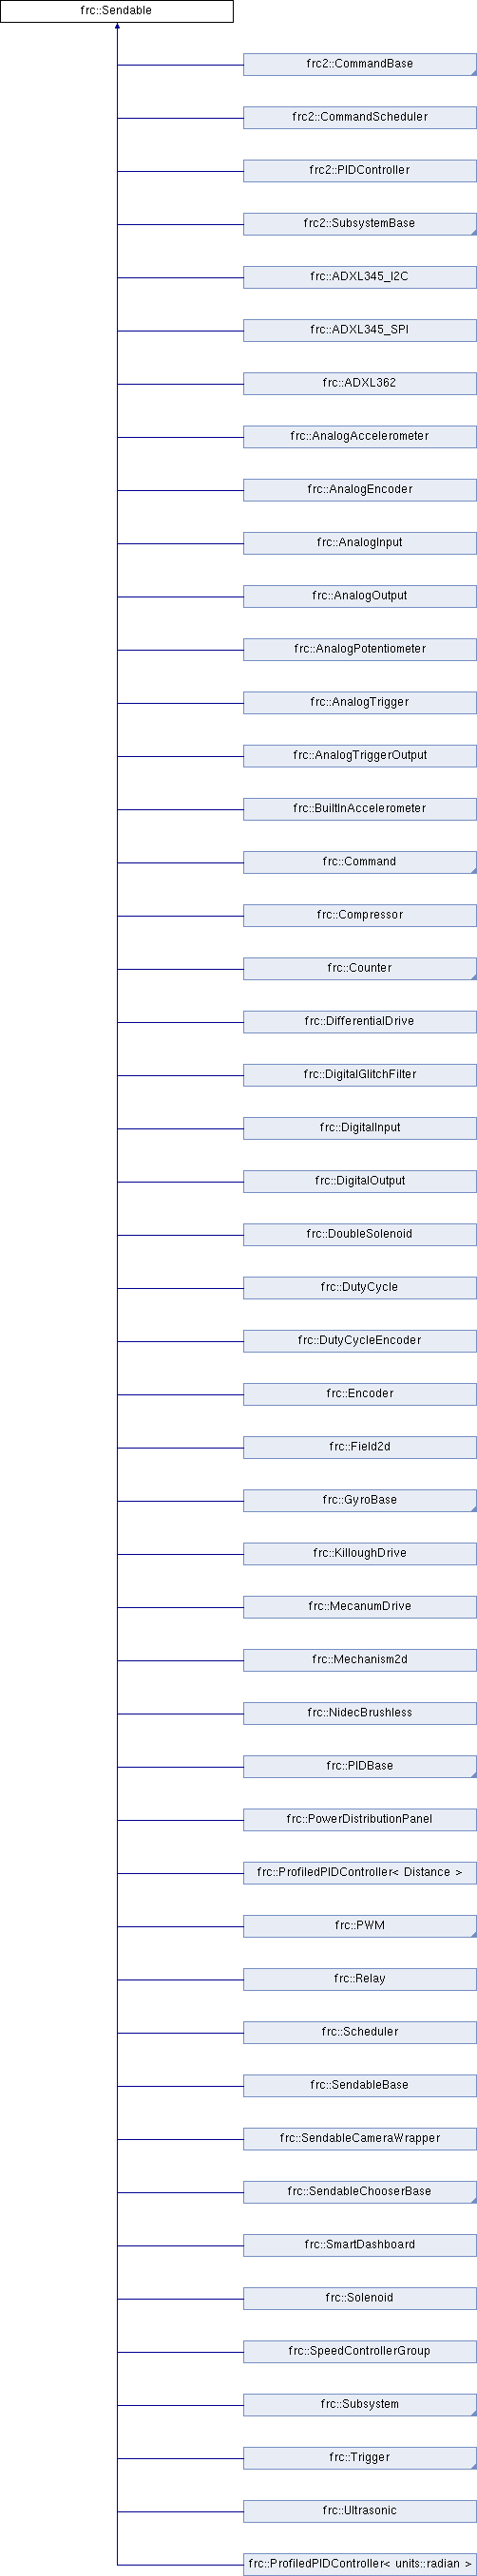 frc::Sendable
frc2::CommandBase
frc2::CommandScheduler
frc2::PIDController
frc2::SubsystemBase
frc::ADXL345_I2C
frc::ADXL345_SPI
frc::ADXL362
frc::AnalogAccelerometer
frc::AnalogEncoder
frc::AnalogInput
frc::AnalogOutput
frc::AnalogPotentiometer
frc::AnalogTrigger
frc::AnalogTriggerOutput
frc::BuiltInAccelerometer
frc::Command
frc::Compressor
frc::Counter
frc::DifferentialDrive
frc::DigitalGlitchFilter
frc::DigitalInput
frc::DigitalOutput
frc::DoubleSolenoid
frc::DutyCycle
frc::DutyCycleEncoder
frc::Encoder
frc::Field2d
frc::GyroBase
frc::KilloughDrive
frc::MecanumDrive
frc::Mechanism2d
frc::NidecBrushless
frc::PIDBase
frc::PowerDistributionPanel
frc::ProfiledPIDController< Distance >
frc::PWM
frc::Relay
frc::Scheduler
frc::SendableBase
frc::SendableCameraWrapper
frc::SendableChooserBase
frc::SmartDashboard
frc::Solenoid
frc::SpeedControllerGroup
frc::Subsystem
frc::Trigger
frc::Ultrasonic
frc::ProfiledPIDController< units::radian >